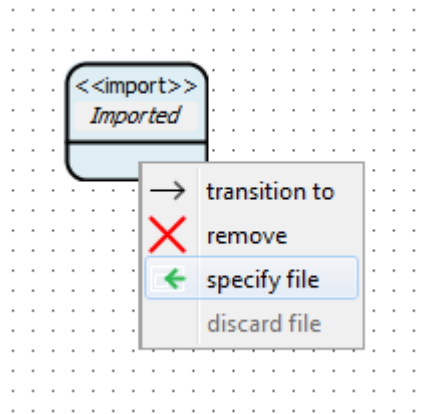 <<import>>
Imported
transition to
remove
specify file
discard file